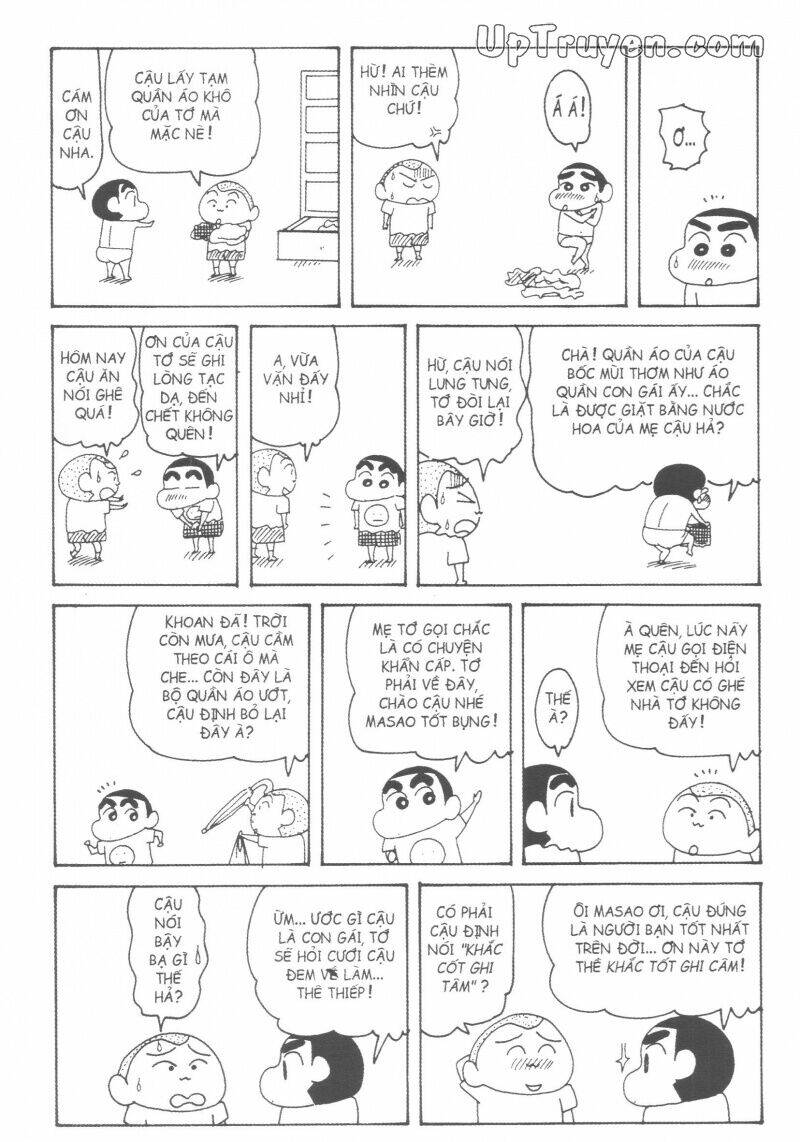 UpTruyen.com
Ơ...
Á Á!
HỪ! AI THÈM
NHÌN CẬU
CHỨ!
CẬU LẤY TẠM
QUẦN ÁO KHÔ
CỦA TỚ MÀ
MẶC NÈ!
CÁM
ƠN
CẬU
NHA.
CHÀ! QUẦN ÁO CỦA CẬU
BỐC MÙI THƠM NHƯ ÁO
QUẦN CON GÁI ẤY... CHẮC
LÀ ĐƯỢC GIẶT BẰNG NƯỚC
HOA CỦA MẸ CẬU HẢ?
HỪ, CẬU NÓI
LUNG TUNG,
TỚ ĐÒI LẠI
BÂY GIỜ!
A, VỪA
VẶN ĐẤY
NHỈ!
ƠN CỦA CẬU
TỚ SẼ GHI
LÒNG TẠC
DẠ, ĐẾN
CHẾT KHÔNG
QUÊN!
HÔM NAY
CẬU ĂN
NÓI GHÊ
QUÁ!
À QUÊN, LÚC NÃY
MẸ CẬU GỌI ĐIỆN
THOẠI ĐẾN HỎI
XEM CẬU CÓ GHÉ
NHÀ TỚ KHÔNG
ĐẤY!
THẾ
À?
MẸ TỚ GỌI CHẮC
LÀ CÓ CHUYỆN
KHẨN CẤP. TỚ
PHẢI VỀ ĐÂY,
CHÀO CẬU NHÉ
MASAO TỐT BỤNG!
KHOAN ĐÃ! TRỜI
CÒN MƯA, CẬU CẦM
THEO CÁI Ô MÀ
CHE... CÒN ĐÂY LÀ
BỘ QUẦN ÁO ƯỚT,
CẬU ĐỊNH BỎ LẠI
ĐÂY À?
ÔI MASAO ƠI, CẬU ĐÚNG
LÀ NGƯỜI BẠN TỐT NHẤT
TRÊN ĐỜI... ƠN NÀY TỚ
THỀ KHẮC TỐT GHI CÂM!
CÓ PHẢI
CẬU ĐỊNH
NÓI "KHẮC
CỐT GHI
TÂM"?
ỪM... ƯỚC GÌ CẬU
LÀ CON GÁI, TỚ
SẼ HỎI CƯỚI CẬU
ĐEM VỀ LÀM...
THÊ THIẾP!
CẬU
NÓI
BẬY
BẠ GÌ
THẾ
HẢ?